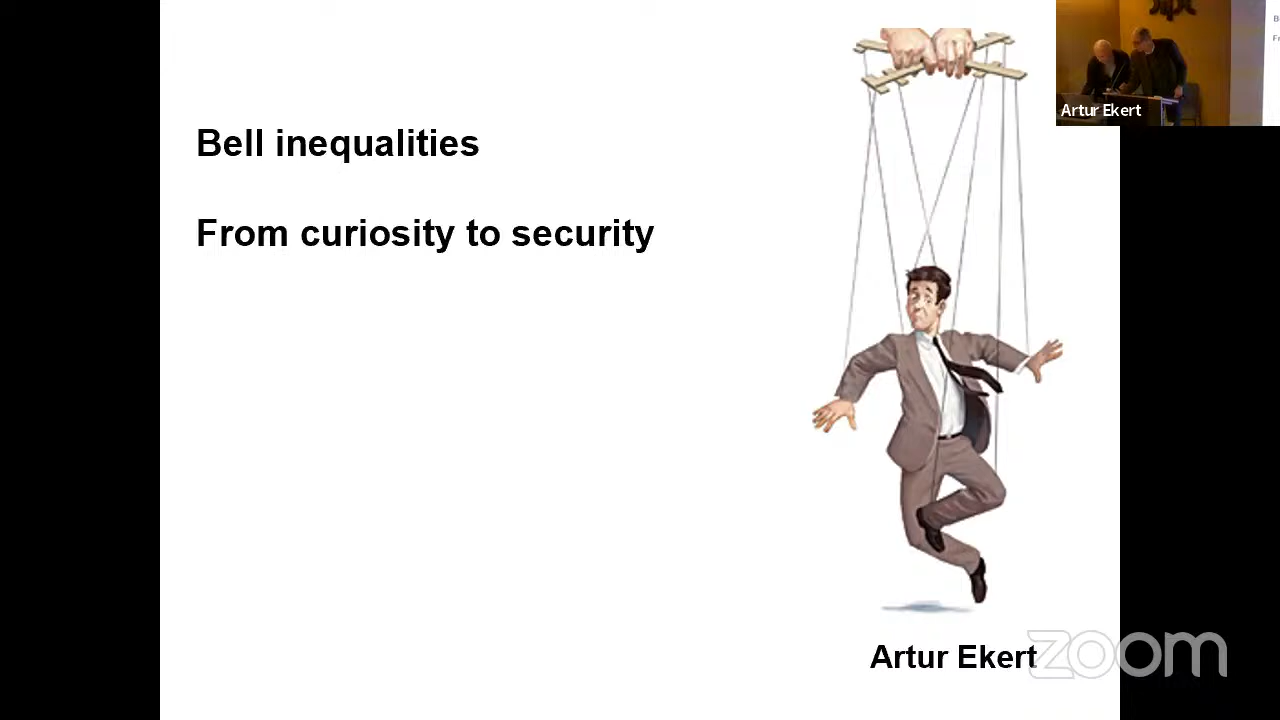 Bell inequalities
From curiosity to security
Artur Ekert
Artur Ekert
zoom